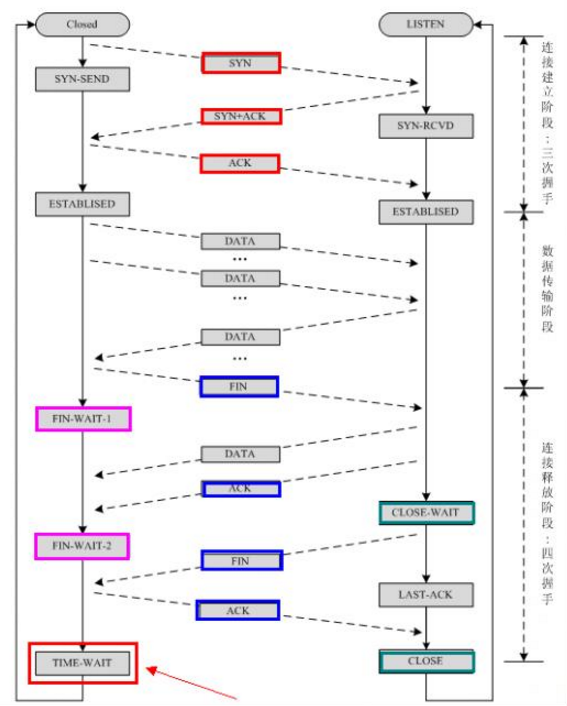 Closed
LISTEN
SYN
SYN-SEND
SYN+ACK
SYN-RCVD
ACK
ESTABLISED
ESTABLISED
连接建立阶段：三次握手
DATA
...
DATA
...
DATA
...
数据传输阶段
FIN
FIN-WAIT-1
DATA
ACK
CLOSE-WAIT
FIN-WAIT-2
FIN
LAST-ACK
ACK
TIME-WAIT
CLOSE
连接释放阶段：四次握手